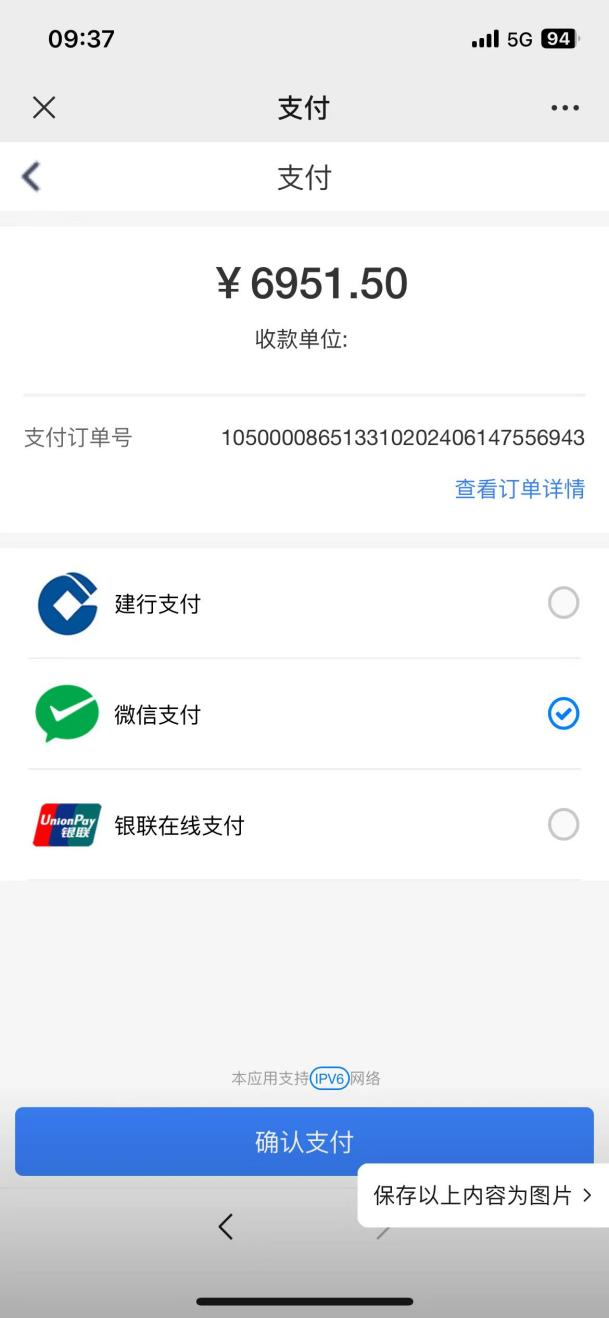 09:37
5G 94
支付
支付
¥ 6951.50
收款单位:
支付订单号 105000086513310202406147556943
查看订单详情
建行支付
微信支付
UnionPay
银联
银联在线支付
本应用支持IPV6网络
确认支付
保存以上内容为图片